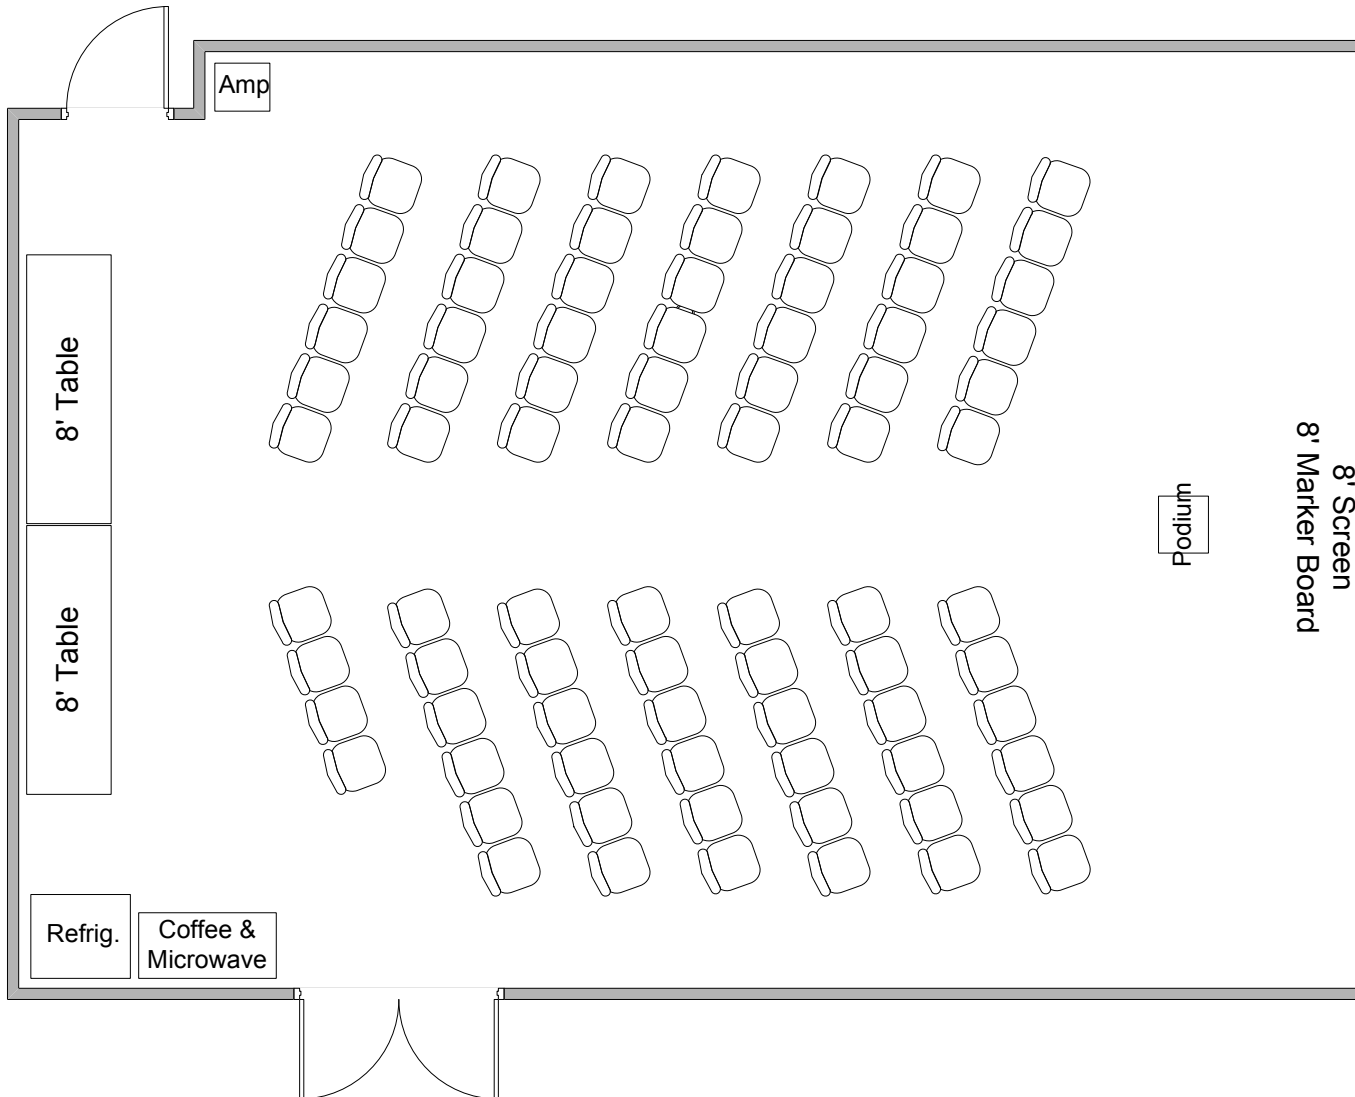 Amp
8' Table
8' Table
Podium
8' Screen
8' Marker Board
Refrig.
Coffee &
Microwave